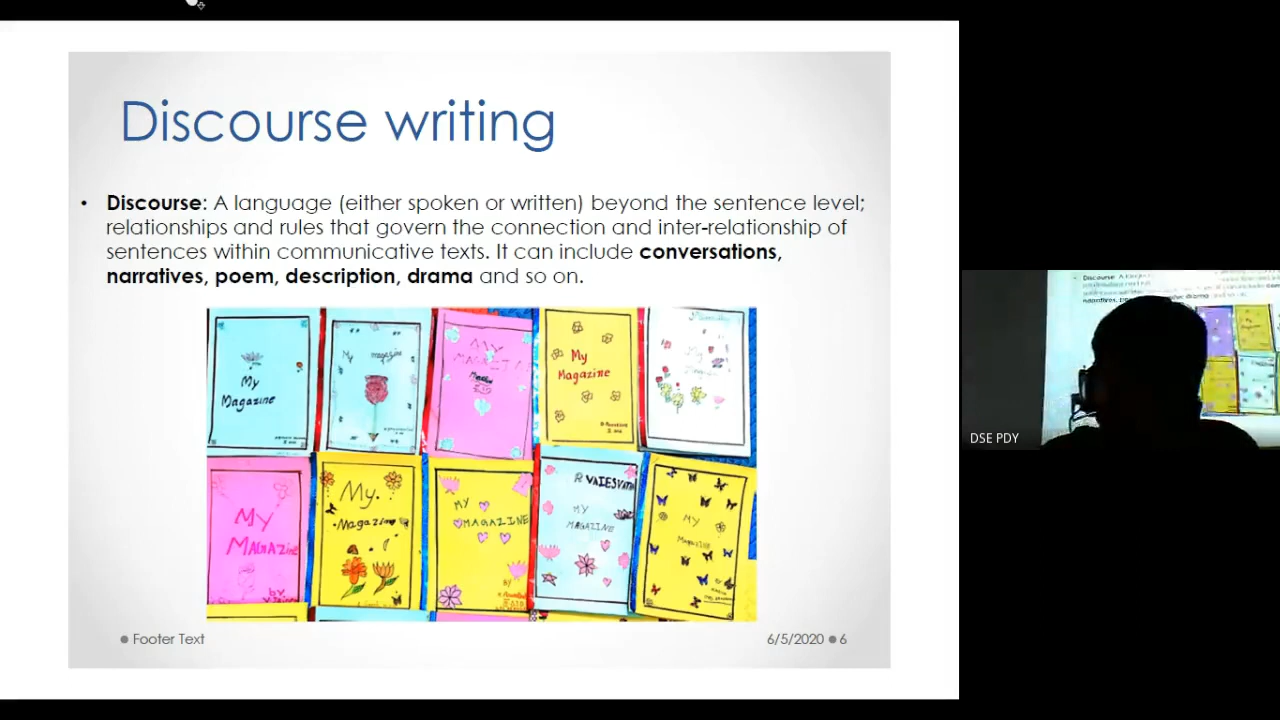 Discourse writing
• Discourse: A language (either spoken or written) beyond the sentence level;
relationships and rules that govern the connection and inter-relationship of
sentences within communicative texts. It can include conversations,
narratives, poem, description, drama and so on.
My
Magazine
My magazine
MY
My
Magazine
My
MY
MAGAZINE
My.
Magazine
MY
MAGAZINE
BY
R VAIESVATH
MY
MAGAZINE
MY
Magazine
Footer Text
6/5/2020 6
DSE PDY